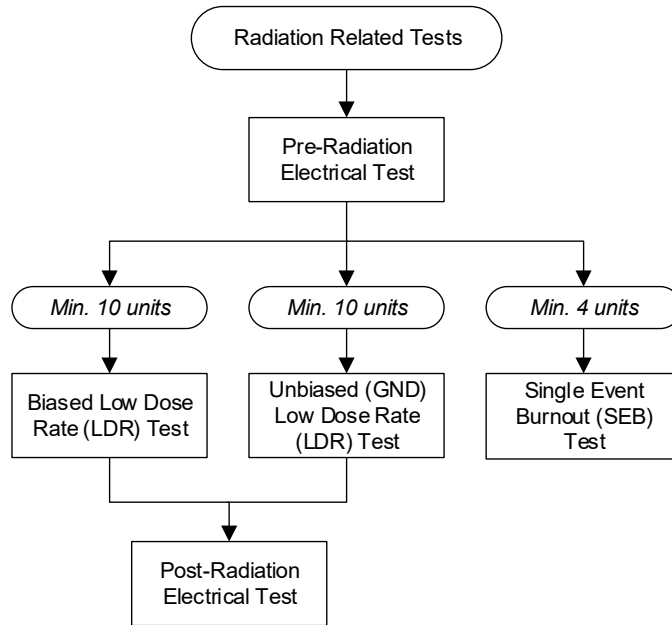 Radiation Related Tests
Pre-Radiation
Electrical Test
Min. 10 units
Min. 10 units
Min. 4 units
Biased Low Dose
Rate (LDR) Test
Unbiased (GND)
Low Dose Rate
(LDR) Test
Single Event
Burnout (SEB)
Test
Post-Radiation
Electrical Test